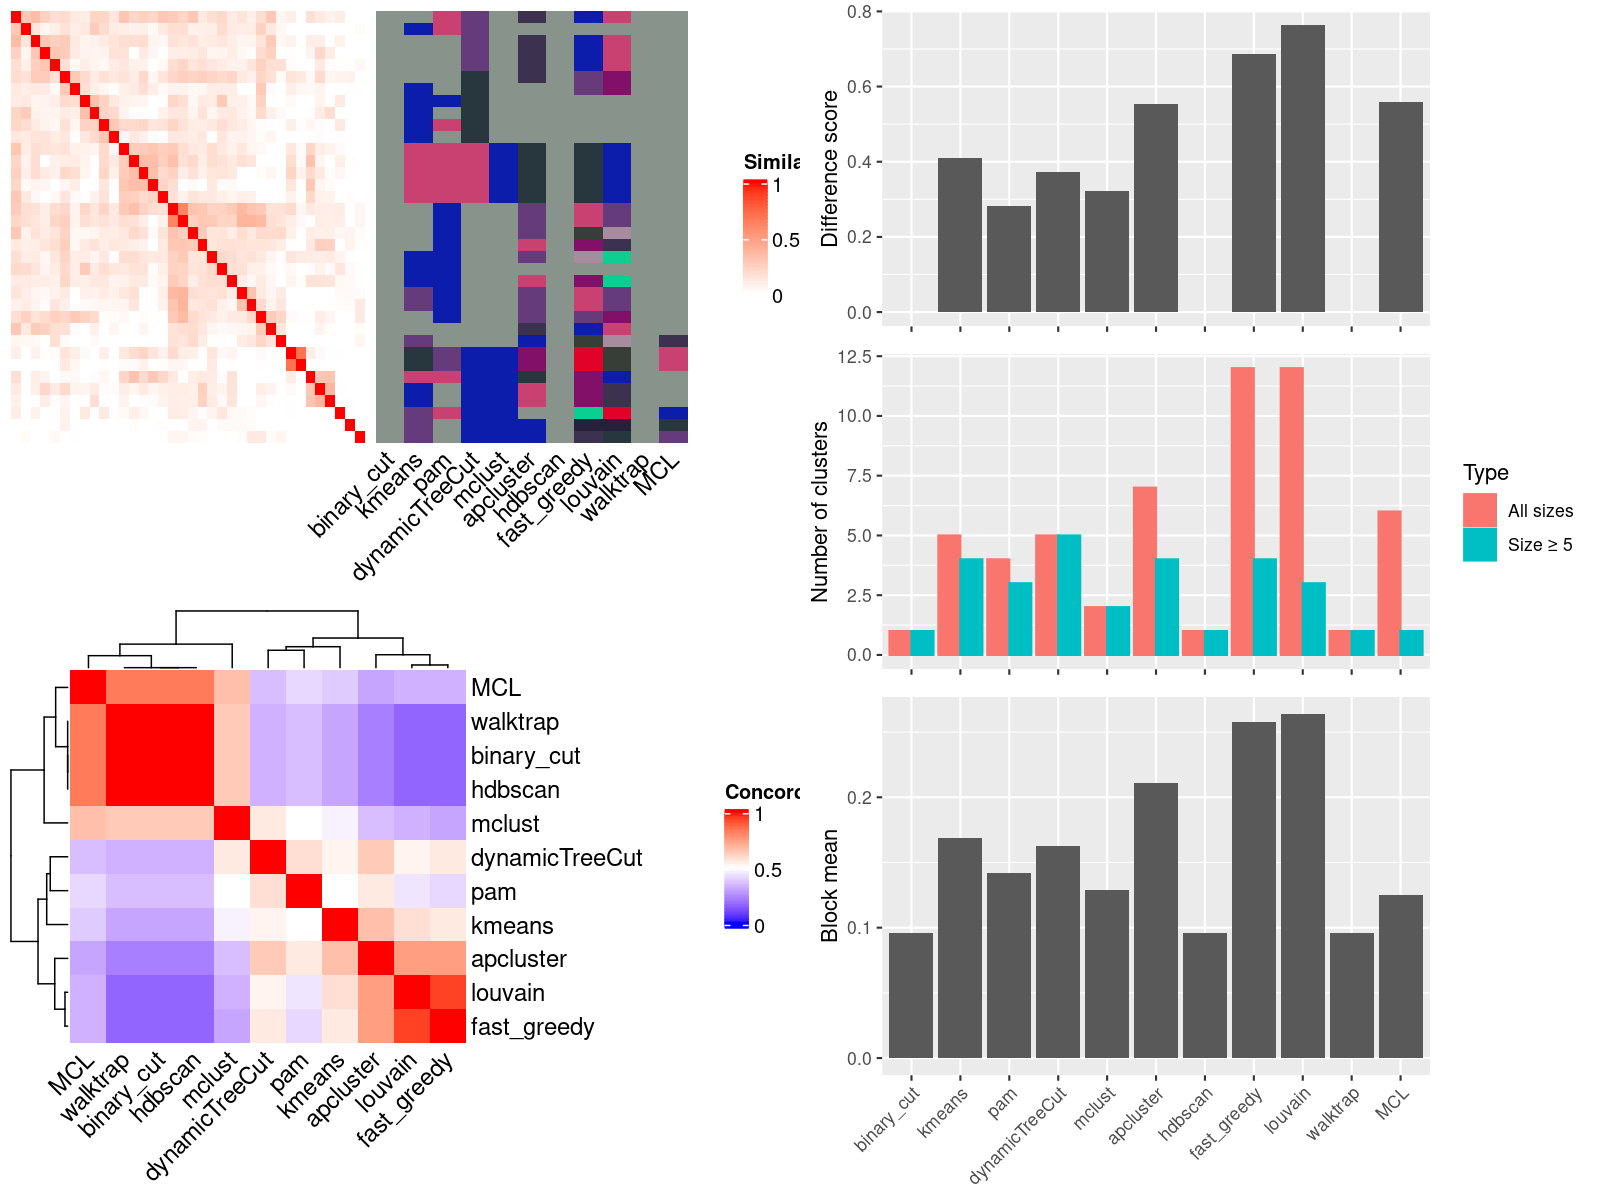 Simila
1
0.5
0
binary_cut
kmeans
pam
dynamicTreeCut
mclust
apcluster
hdbscan
fast_greedy
louvain
walktrap
MCL
MCL
walktrap
binary_cut
hdbscan
mclust
dynamicTreeCut
pam
kmeans
apcluster
louvain
fast_greedy
Concord
1
0.5
0
MCL
walktrap
binary_cut
hdbscan
mclust
dynamicTreeCut
pam
kmeans
apcluster
louvain
fast_greedy
Difference score
0.8
0.6
0.4
0.2
0.0
Number of clusters
12.5
10.0
7.5
5.0
2.5
0.0
Type
All sizes
Size ≥ 5
Block mean
0.2
0.1
0.0
binary_cut
kmeans
pam
dynamicTreeCut
mclust
apcluster
hdbscan
fast_greedy
louvain
walktrap
MCL